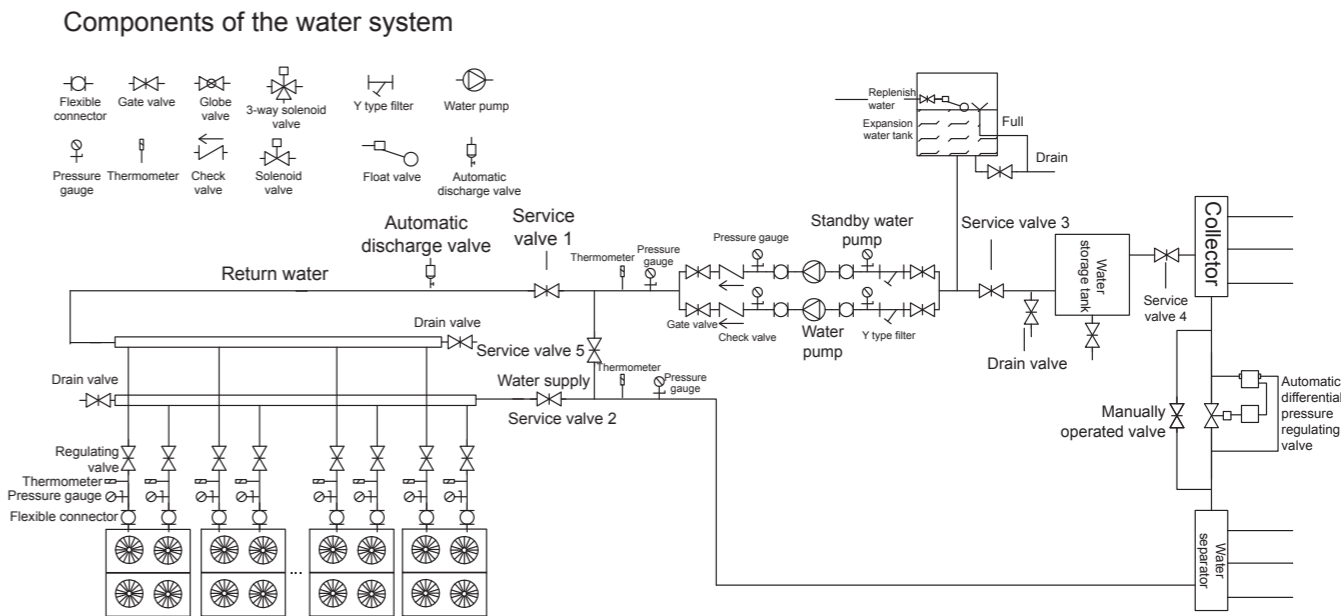 Components of the water system
Flexible
connector
Gate valve
Globe
valve
3-way solenoid
valve
Y type filter
Water pump
Pressure
gauge
Thermometer
Check
valve
Solenoid
valve
Float valve
Automatic
discharge valve
Replenish
water
Expansion
water tank
Full
Drain
Return water
Automatic
discharge valve
Service
valve 1
Thermometer
Pressure
gauge
Pressure gauge
Standby water
pump
Service valve 3
Water
storage tank
Service
valve 4
Collector
Gate valve
Check valve
Water
pump
Y type filter
Drain valve
Drain valve
Service valve 5
Drain valve
Water supply
Service valve 2
Thermometer
Pressure
gauge
Manually
operated valve
Automatic
differential
pressure
regulating
valve
Regulating
valve
Thermometer
Pressure gauge
Flexible connector
...
Water
separator